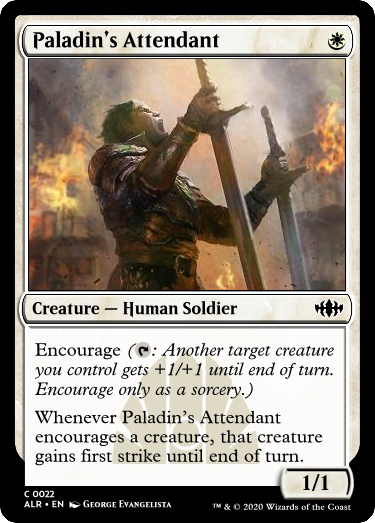 Paladin's Attendant
Creature — Human Soldier
Encourage (: Another target creature
you control gets +1/+1 until end of turn.
Encourage only as a sorcery.)
Whenever Paladin's Attendant
encourages a creature, that creature
gains first strike until end of turn.
1/1
C 0022
ALR • EN George Evangelista
™ & © 2020 Wizards of the Coast